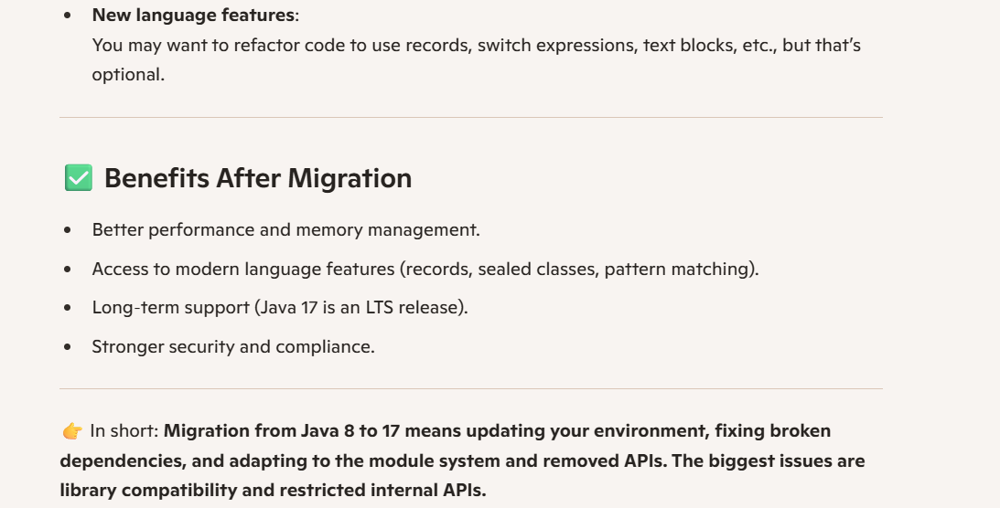 • New language features:
You may want to refactor code to use records, switch expressions, text blocks, etc., but that’s
optional.
✅ Benefits After Migration
• Better performance and memory management.
• Access to modern language features (records, sealed classes, pattern matching).
• Long-term support (Java 17 is an LTS release).
• Stronger security and compliance.
👉 In short: Migration from Java 8 to 17 means updating your environment, fixing broken
dependencies, and adapting to the module system and removed APIs. The biggest issues are
library compatibility and restricted internal APIs.